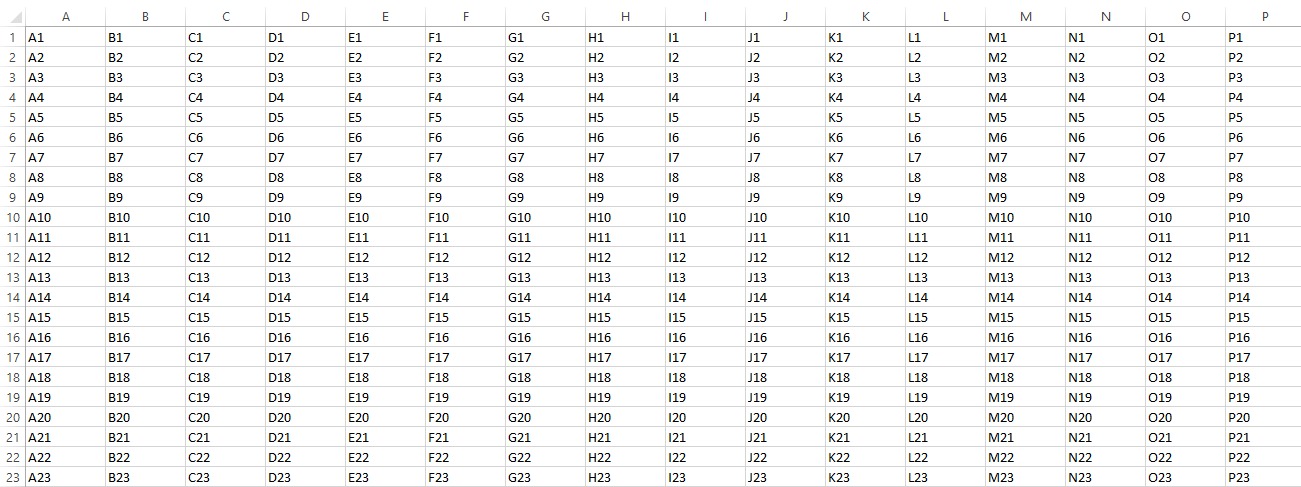 A B C D E F G H I J K L M N O P
1 A1 B1 C1 D1 E1 F1 G1 H1 I1 J1 K1 L1 M1 N1 O1 P1
2 A2 B2 C2 D2 E2 F2 G2 H2 I2 J2 K2 L2 M2 N2 O2 P2
3 A3 B3 C3 D3 E3 F3 G3 H3 I3 J3 K3 L3 M3 N3 O3 P3
4 A4 B4 C4 D4 E4 F4 G4 H4 I4 J4 K4 L4 M4 N4 O4 P4
5 A5 B5 C5 D5 E5 F5 G5 H5 I5 J5 K5 L5 M5 N5 O5 P5
6 A6 B6 C6 D6 E6 F6 G6 H6 I6 J6 K6 L6 M6 N6 O6 P6
7 A7 B7 C7 D7 E7 F7 G7 H7 I7 J7 K7 L7 M7 N7 O7 P7
8 A8 B8 C8 D8 E8 F8 G8 H8 I8 J8 K8 L8 M8 N8 O8 P8
9 A9 B9 C9 D9 E9 F9 G9 H9 I9 J9 K9 L9 M9 N9 O9 P9
10 A10 B10 C10 D10 E10 F10 G10 H10 I10 J10 K10 L10 M10 N10 O10 P10
11 A11 B11 C11 D11 E11 F11 G11 H11 I11 J11 K11 L11 M11 N11 O11 P11
12 A12 B12 C12 D12 E12 F12 G12 H12 I12 J12 K12 L12 M12 N12 O12 P12
13 A13 B13 C13 D13 E13 F13 G13 H13 I13 J13 K13 L13 M13 N13 O13 P13
14 A14 B14 C14 D14 E14 F14 G14 H14 I14 J14 K14 L14 M14 N14 O14 P14
15 A15 B15 C15 D15 E15 F15 G15 H15 I15 J15 K15 L15 M15 N15 O15 P15
16 A16 B16 C16 D16 E16 F16 G16 H16 I16 J16 K16 L16 M16 N16 O16 P16
17 A17 B17 C17 D17 E17 F17 G17 H17 I17 J17 K17 L17 M17 N17 O17 P17
18 A18 B18 C18 D18 E18 F18 G18 H18 I18 J18 K18 L18 M18 N18 O18 P18
19 A19 B19 C19 D19 E19 F19 G19 H19 I19 J19 K19 L19 M19 N19 O19 P19
20 A20 B20 C20 D20 E20 F20 G20 H20 I20 J20 K20 L20 M20 N20 O20 P20
21 A21 B21 C21 D21 E21 F21 G21 H21 I21 J21 K21 L21 M21 N21 O21 P21
22 A22 B22 C22 D22 E22 F22 G22 H22 I22 J22 K22 L22 M22 N22 O22 P22
23 A23 B23 C23 D23 E23 F23 G23 H23 I23 J23 K23 L23 M23 N23 O23 P23